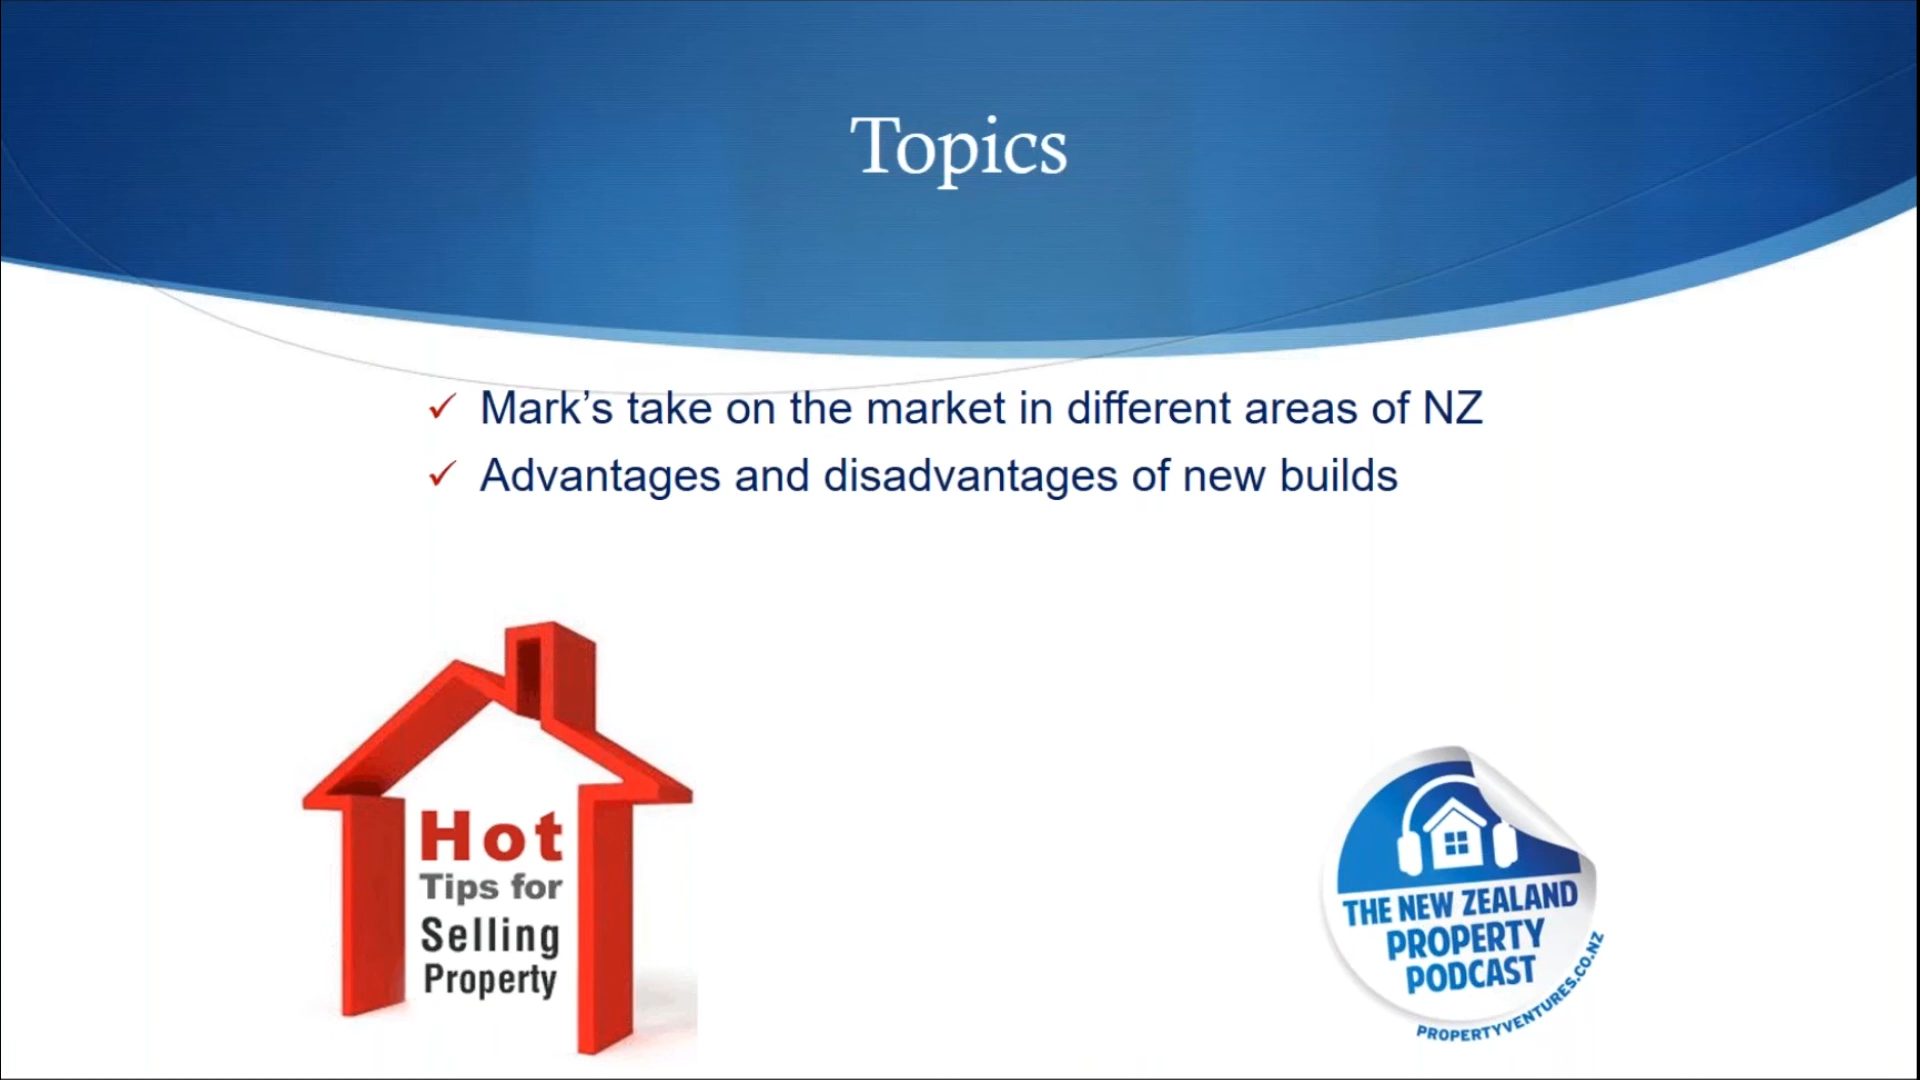 Topics
Mark’s take on the market in different areas of NZ
Advantages and disadvantages of new builds
Hot
Tips for
Selling
Property
THE NEW ZEALAND
PROPERTY
PODCAST
PROPERTYVENTURES.CO.NZ